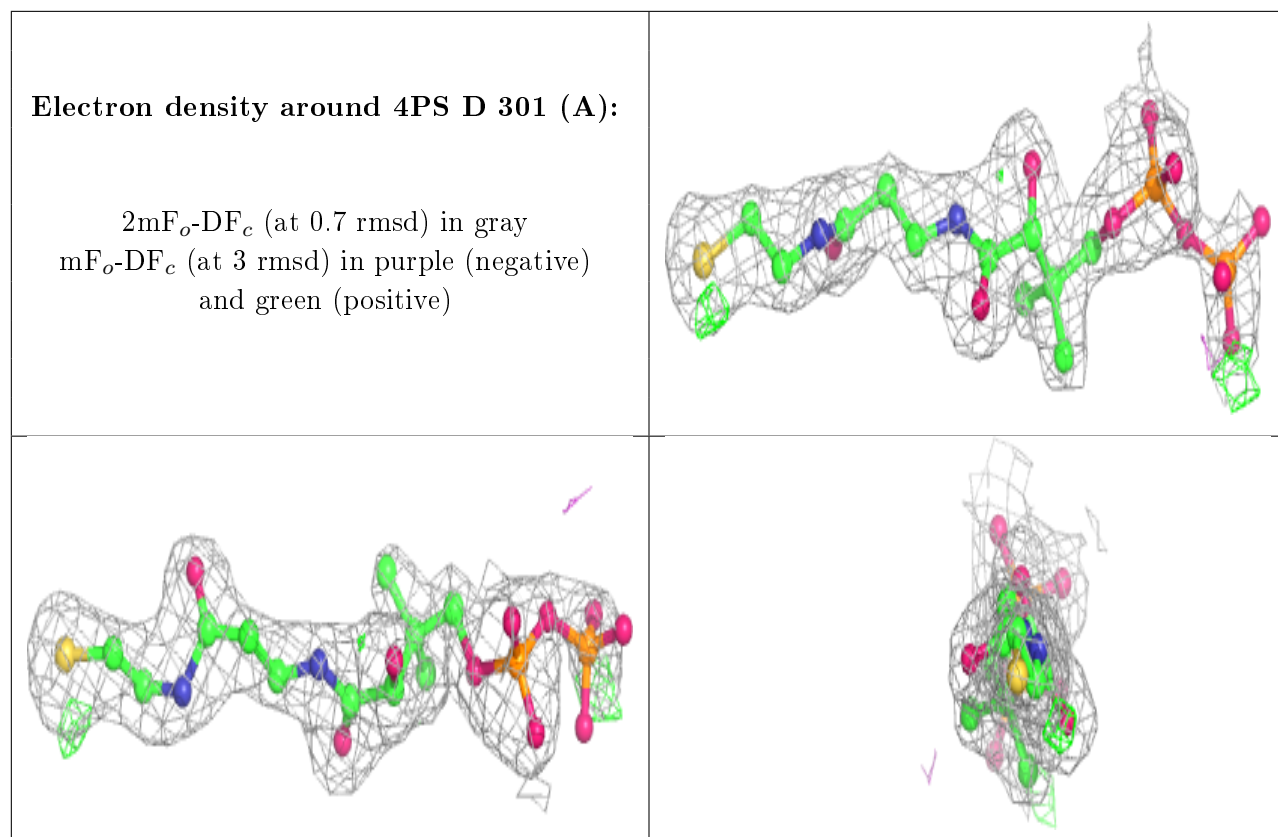 Electron density around 4PS D 301 (A):
2mFo-DFc (at 0.7 rmsd) in gray
mFo-DFc (at 3 rmsd) in purple (negative)
and green (positive)